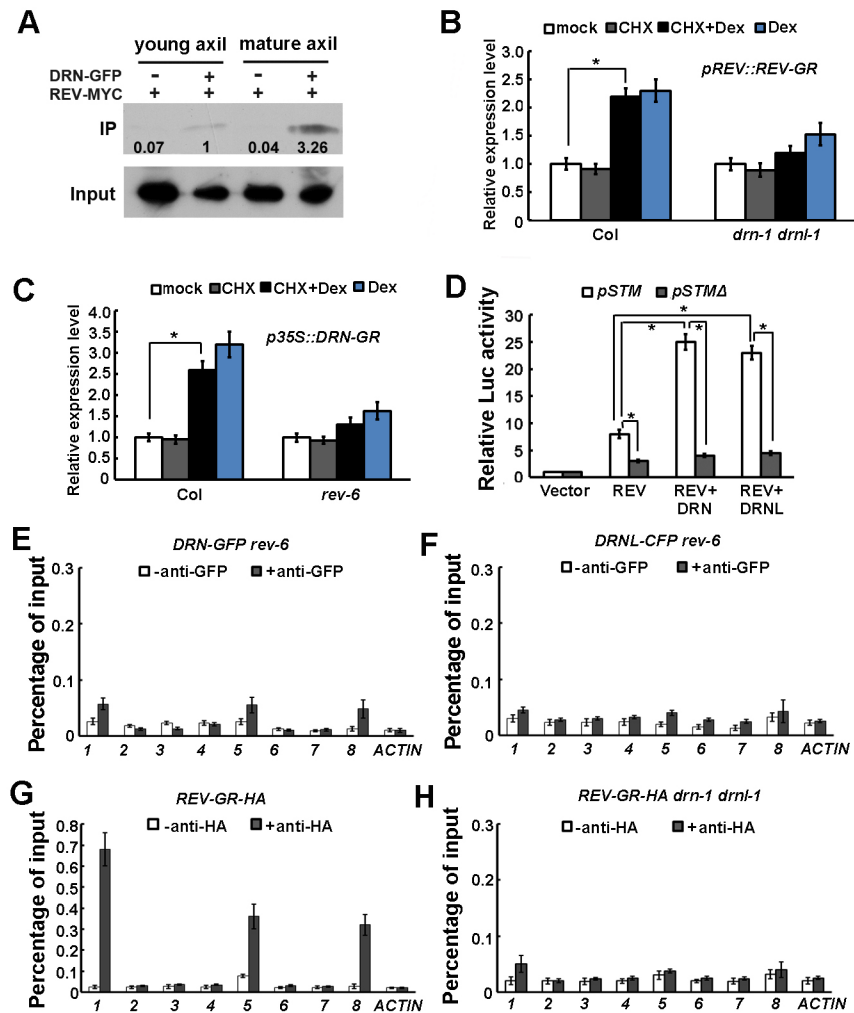 A
young axil mature axil
DRN-GFP - + - +
REV-MYC + + + +
IP
0.07 1 0.04 3.26
Input
B
mock CHX CHX+Dex Dex
Relative expression level
3.0
2.5
2.0
1.5
1.0
0.5
0
*
pREV::REV-GR
Col drn-1 drnl-1
C
mock CHX CHX+Dex Dex
Relative expression level
4.0
3.5
3.0
2.5
2.0
1.5
1.0
0.5
0
*
p35S::DRN-GR
Col rev-6
D
pSTM pSTMΔ
Relative Luc activity
30
25
20
15
10
5
0
*
* *
*
*
Vector REV REV+ REV+
DRN DRNL
E
DRN-GFP rev-6
-anti-GFP +anti-GFP
Percentage of input
0.3
0.2
0.1
0
1 2 3 4 5 6 7 8 ACTIN
F
DRNL-CFP rev-6
-anti-GFP +anti-GFP
Percentage of input
0.3
0.2
0.1
0
1 2 3 4 5 6 7 8 ACTIN
G
REV-GR-HA
-anti-HA +anti-HA
Percentage of input
0.8
0.7
0.6
0.5
0.4
0.3
0.2
0.1
0
1 2 3 4 5 6 7 8 ACTIN
H
REV-GR-HA drn-1 drnl-1
-anti-HA +anti-HA
Percentage of input
0.3
0.2
0.1
0
1 2 3 4 5 6 7 8 ACTIN